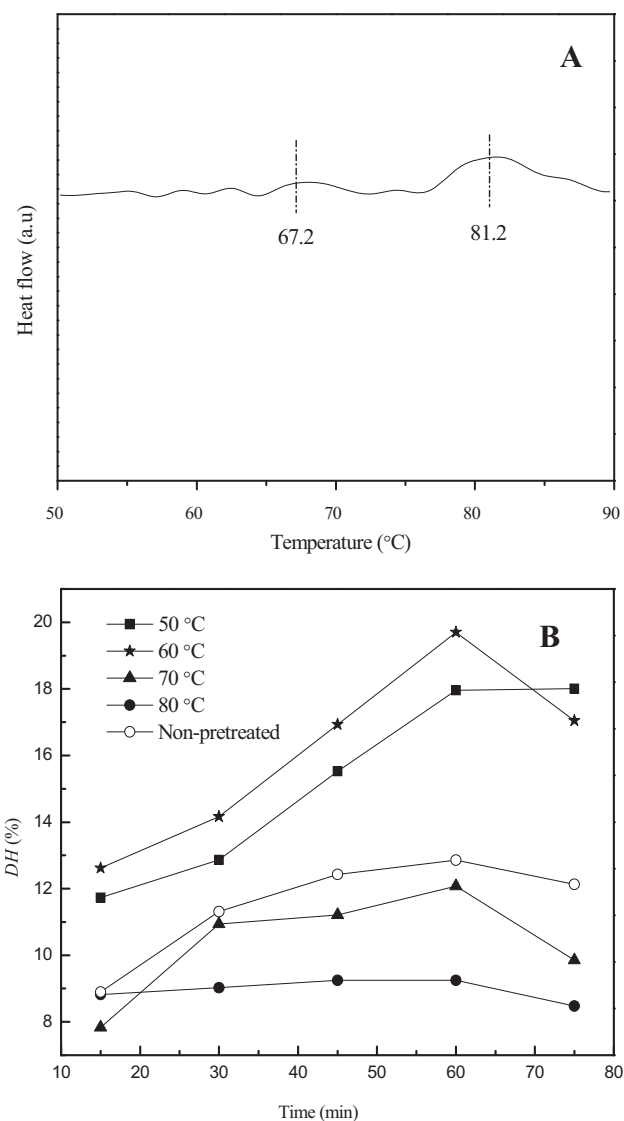 A
67.2
81.2
Heat flow (a.u)
50 60 70 80 90
Temperature (°C)
B
50 °C
60 °C
70 °C
80 °C
Non-pretreated
20
18
16
14
12
10
8
DH (%)
10 20 30 40 50 60 70 80
Time (min)